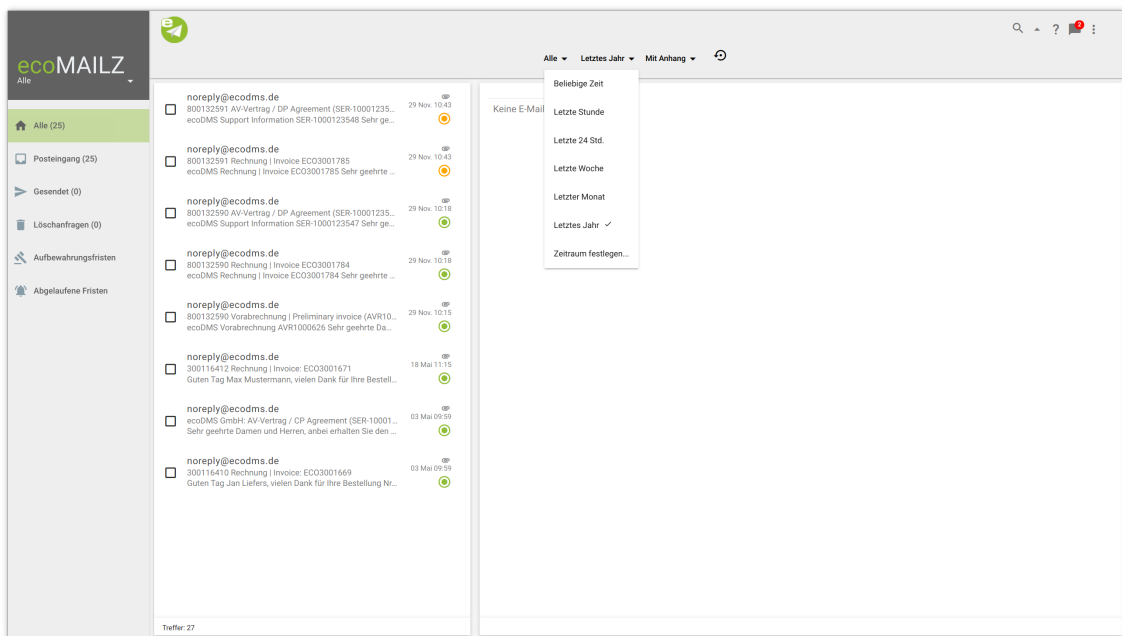 e
2
ecoMAILZ
Alle
Alle Letztes Jahr Mit Anhang
Alle (25)
Posteingang (25)
Gesendet (0)
Löschanfragen (0)
Aufbewahrungsfristen
Abgelaufene Fristen
noreply@ecodms.de
800132591 AV-Vertrag / DP Agreement (SER-10001235...
29 Nov. 10:43
ecoDMS Support Information SER-1000123548 Sehr ge...
noreply@ecodms.de
800132591 Rechnung | Invoice ECO3001785
29 Nov. 10:43
ecoDMS Rechnung | Invoice ECO3001785 Sehr geehrte ...
noreply@ecodms.de
800132590 AV-Vertrag / DP Agreement (SER-10001235...
29 Nov. 10:18
ecoDMS Support Information SER-1000123547 Sehr ge...
noreply@ecodms.de
800132590 Rechnung | Invoice ECO3001784
29 Nov. 10:18
ecoDMS Rechnung | Invoice ECO3001784 Sehr geehrte ...
noreply@ecodms.de
800132590 Vorabrechnung | Preliminary invoice (AVR10...
29 Nov. 10:15
ecoDMS Vorabrechnung AVR1000626 Sehr geehrte Da...
noreply@ecodms.de
300116412 Rechnung | Invoice: ECO3001671
18 Mai 11:15
Guten Tag Max Mustermann, vielen Dank für Ihre Bestell...
noreply@ecodms.de
ecoDMS GmbH: AV-Vertrag / CP Agreement (SER-10001...
03 Mai 09:59
Sehr geehrte Damen und Herren, anbei erhalten Sie den ...
noreply@ecodms.de
300116410 Rechnung | Invoice: ECO3001669
03 Mai 09:59
Guten Tag Jan Liefers, vielen Dank für Ihre Bestellung Nr...
Treffer: 27
Keine E-Mail
Beliebige Zeit
Letzte Stunde
Letzte 24 Std.
Letzte Woche
Letzter Monat
Letztes Jahr
Zeitraum festlegen...